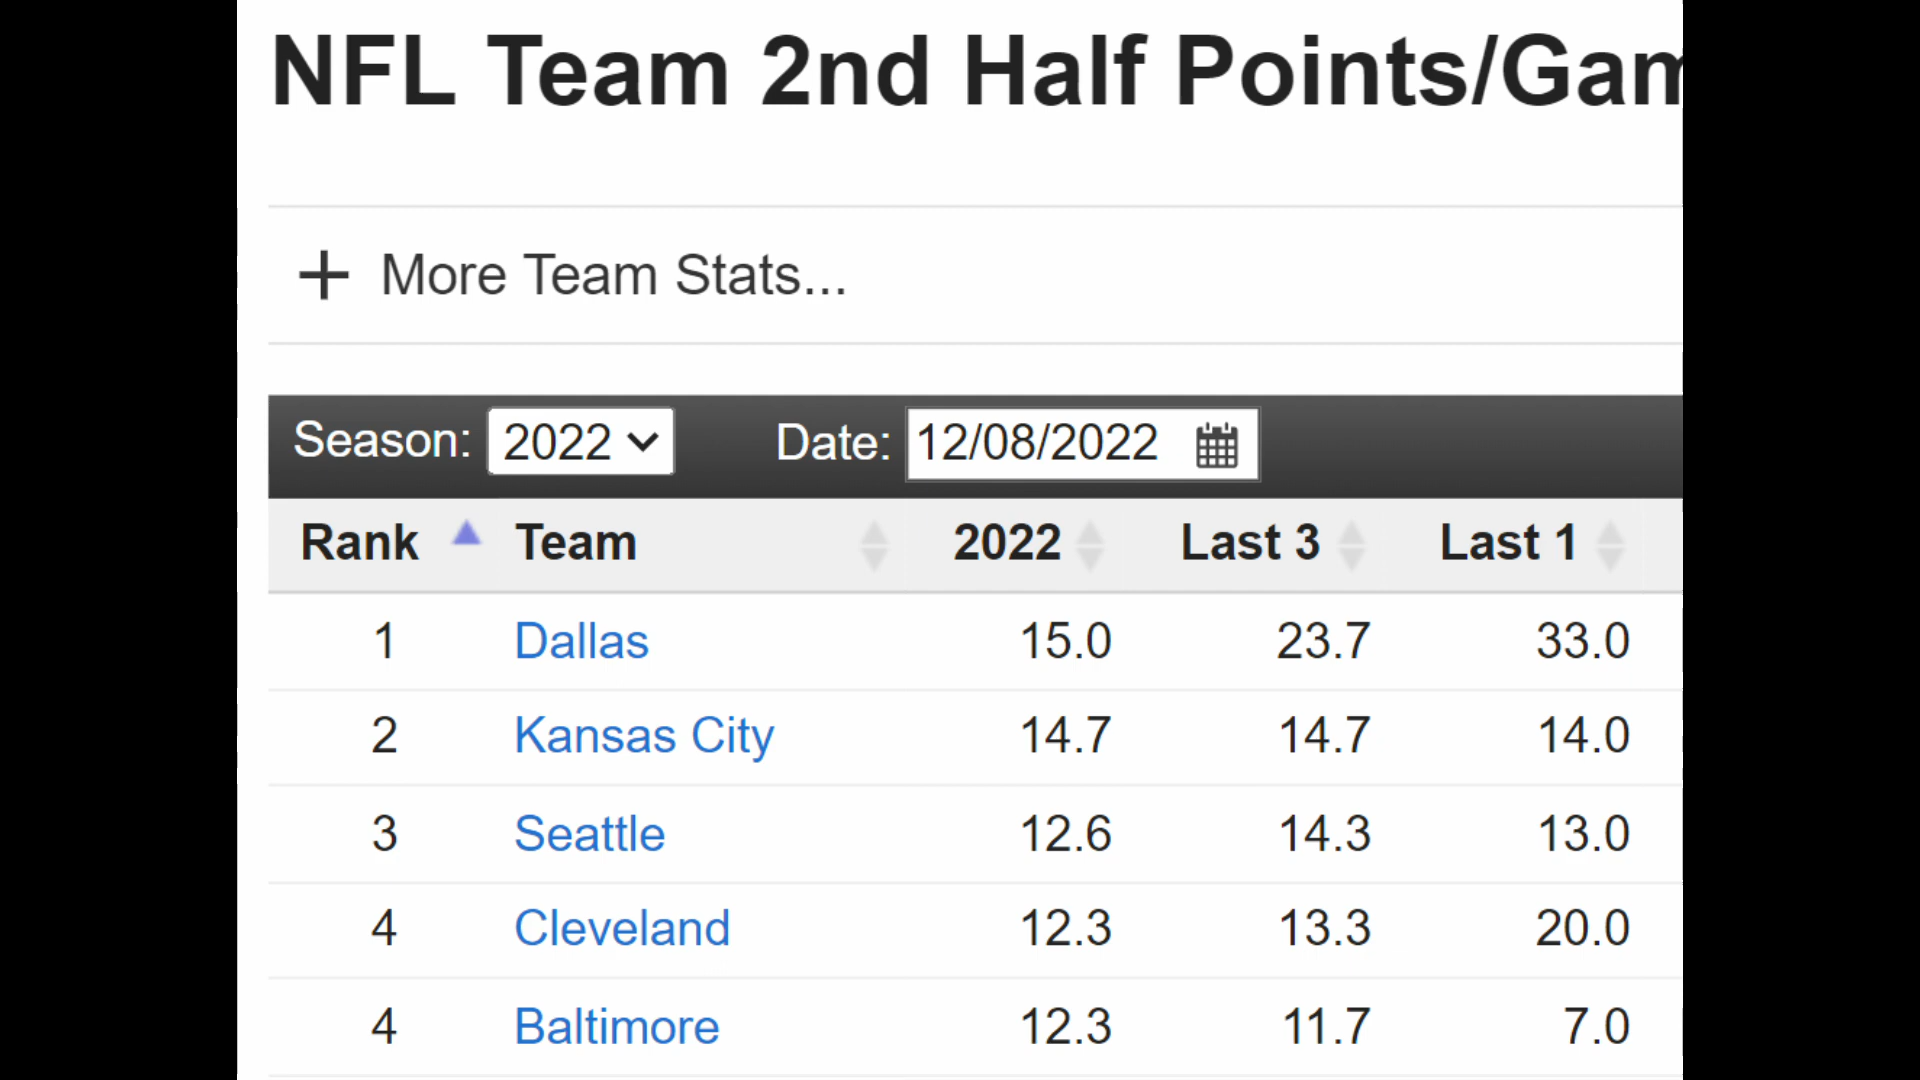 NFL Team 2nd Half Points/Gam
+ More Team Stats...
Season: 2022 Date: 12/08/2022
Rank Team 2022 Last 3 Last 1
1 Dallas 15.0 23.7 33.0
2 Kansas City 14.7 14.7 14.0
3 Seattle 12.6 14.3 13.0
4 Cleveland 12.3 13.3 20.0
4 Baltimore 12.3 11.7 7.0